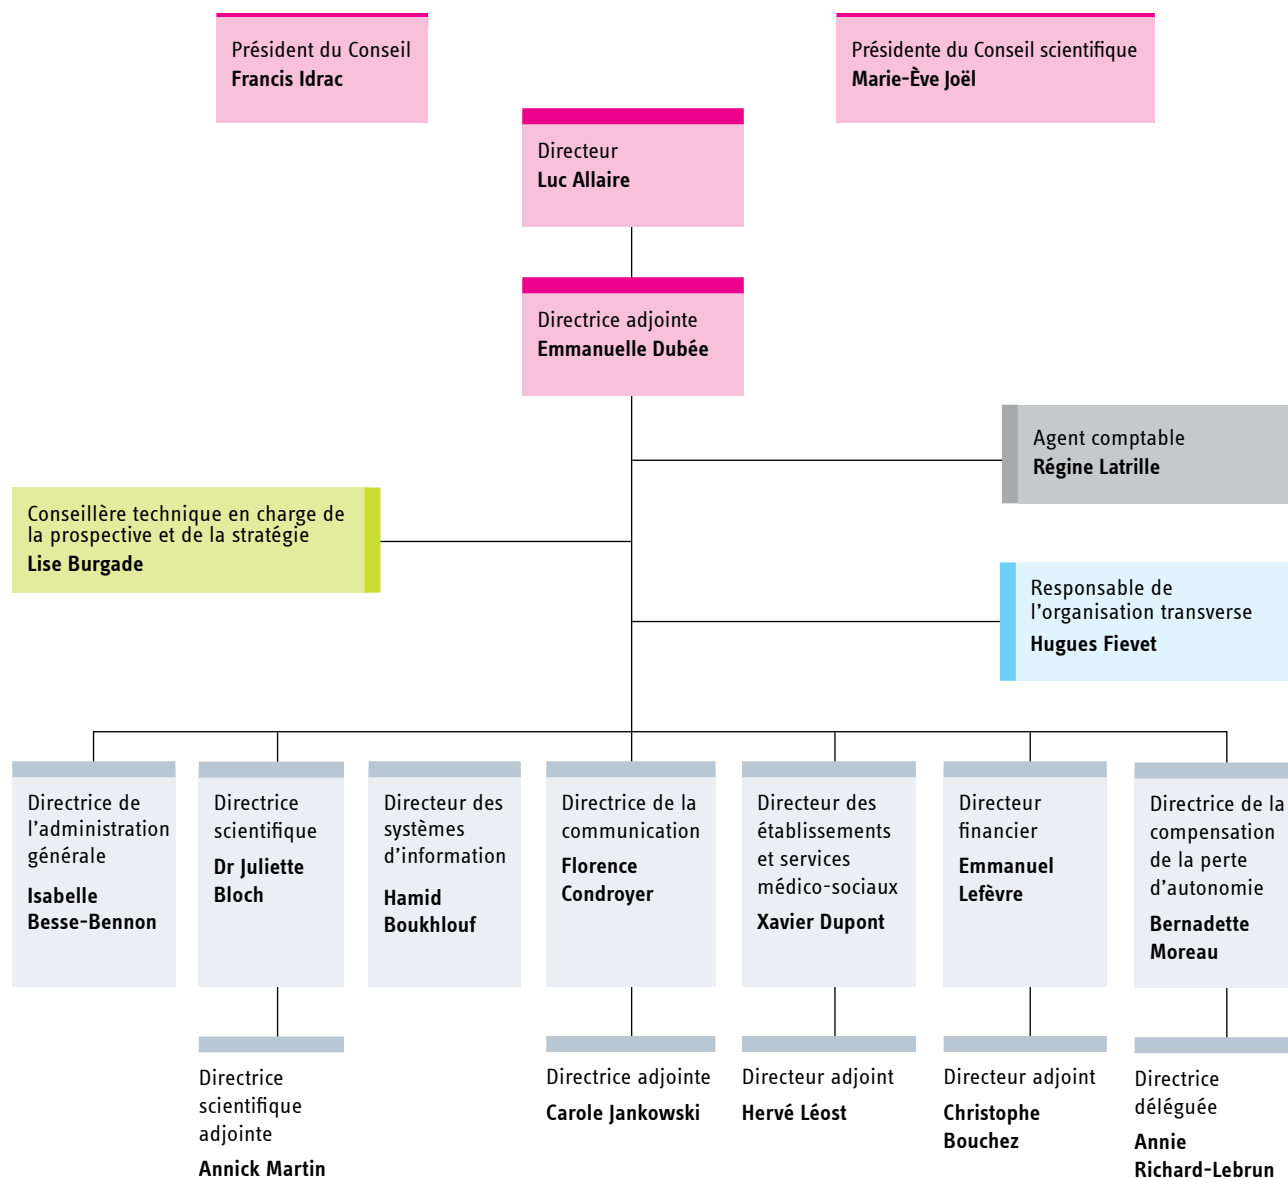 Président du Conseil
Francis Idrac
Présidente du Conseil scientifique
Marie-Ève Joël
Directeur
Luc Allaire
Directrice adjointe
Emmanuelle Dubée
Agent comptable
Régine Latrille
Conseillère technique en charge de
la prospective et de la stratégie
Lise Burgade
Responsable de
l'organisation transverse
Hugues Fievet
Directrice de
l'administration
générale
Isabelle
Besse-Bennon
Directrice
scientifique
Dr Juliette
Bloch
Directeur des
systèmes
d'information
Hamid
Boukhlouf
Directrice de la
communication
Florence
Condroyer
Directeur des
établissements
et services
médico-sociaux
Xavier Dupont
Directeur
financier
Emmanuel
Lefèvre
Directrice de la
compensation
de la perte
d'autonomie
Bernadette
Moreau
Directrice
scientifique
adjointe
Annick Martin
Directrice adjointe
Carole Jankowski
Directeur adjoint
Hervé Léost
Directeur adjoint
Christophe
Bouchez
Directrice
déléguée
Annie
Richard-Lebrun